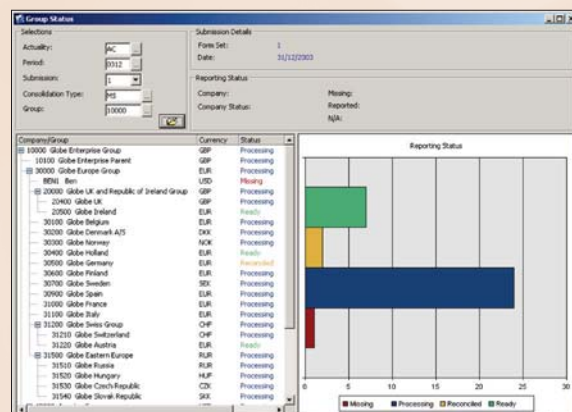 Group Status
Selections
Actuality: AC
Period: 0312
Submission: 1
Consolidation Type: MS
Group: 10000
Submission Details
Form Set: 1
Date: 31/12/2003
Reporting Status
Company: Missing:
Company Status: Reported:
N/A:
Company/Group Currency Status
10000 Globe Enterprise Group GBP Processing
10100 Globe Enterprise Parent GBP Processing
30000 Globe Europe Group EUR Processing
BEN1 Ben USD Missing
20000 Globe UK and Republic of Ireland Group GBP Processing
20400 Globe UK GBP Processing
20500 Globe Ireland EUR Ready
30100 Globe Belgium EUR Processing
30200 Globe Denmark A/S DKK Processing
30300 Globe Norway NOK Processing
30400 Globe Holland EUR Ready
30500 Globe Germany EUR Reconciled
30600 Globe Finland EUR Processing
30700 Globe Sweden SEK Processing
30900 Globe Spain EUR Processing
31000 Globe France EUR Processing
31100 Globe Italy EUR Processing
31200 Globe Swiss Group CHF Processing
31210 Globe Switzerland CHF Processing
31220 Globe Austria EUR Ready
31500 Globe Eastern Europe RUR Processing
31510 Globe Russia RUR Processing
31520 Globe Hungary HUF Processing
31530 Globe Czech Republic CZK Processing
31540 Globe Slovak Republic SKK Processing
Reporting Status
0 5 10 15 20 25 30
Missing Processing Reconciled Ready